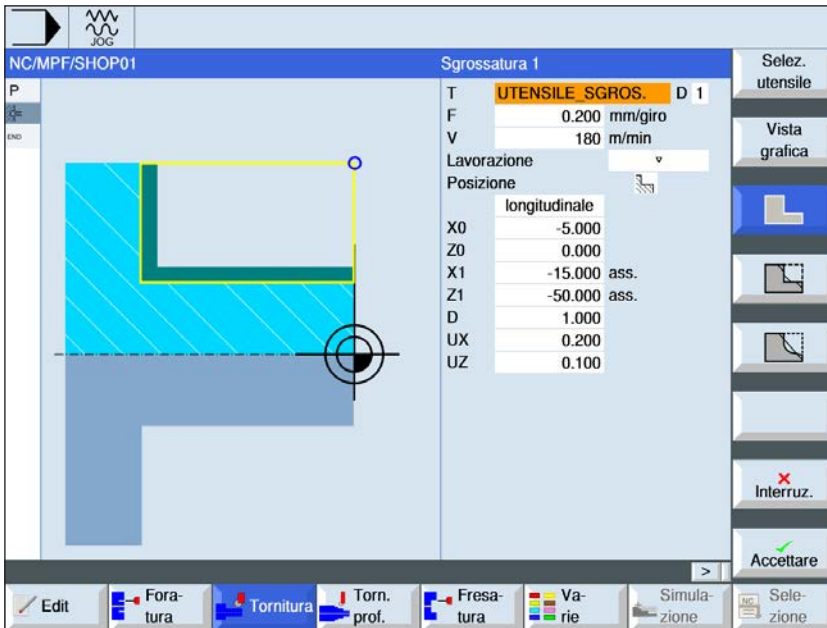 JOG
NC/MPF/SHOP01
Sgrossatura 1
P
END
T UTENSILE_SGROS. D 1
F 0.200 mm/giro
V 180 m/min
Lavorazione ▿
Posizione
longitudinale
X0 -5.000
Z0 0.000
X1 -15.000 ass.
Z1 -50.000 ass.
D 1.000
UX 0.200
UZ 0.100
Selez.
utensile
Vista
grafica
Interruz.
Accettare
>
Edit
Fora-
tura
Tornitura
Torn.
prof.
Fresa-
tura
Va-
rie
Simula-
zione
NC
Sele-
zione